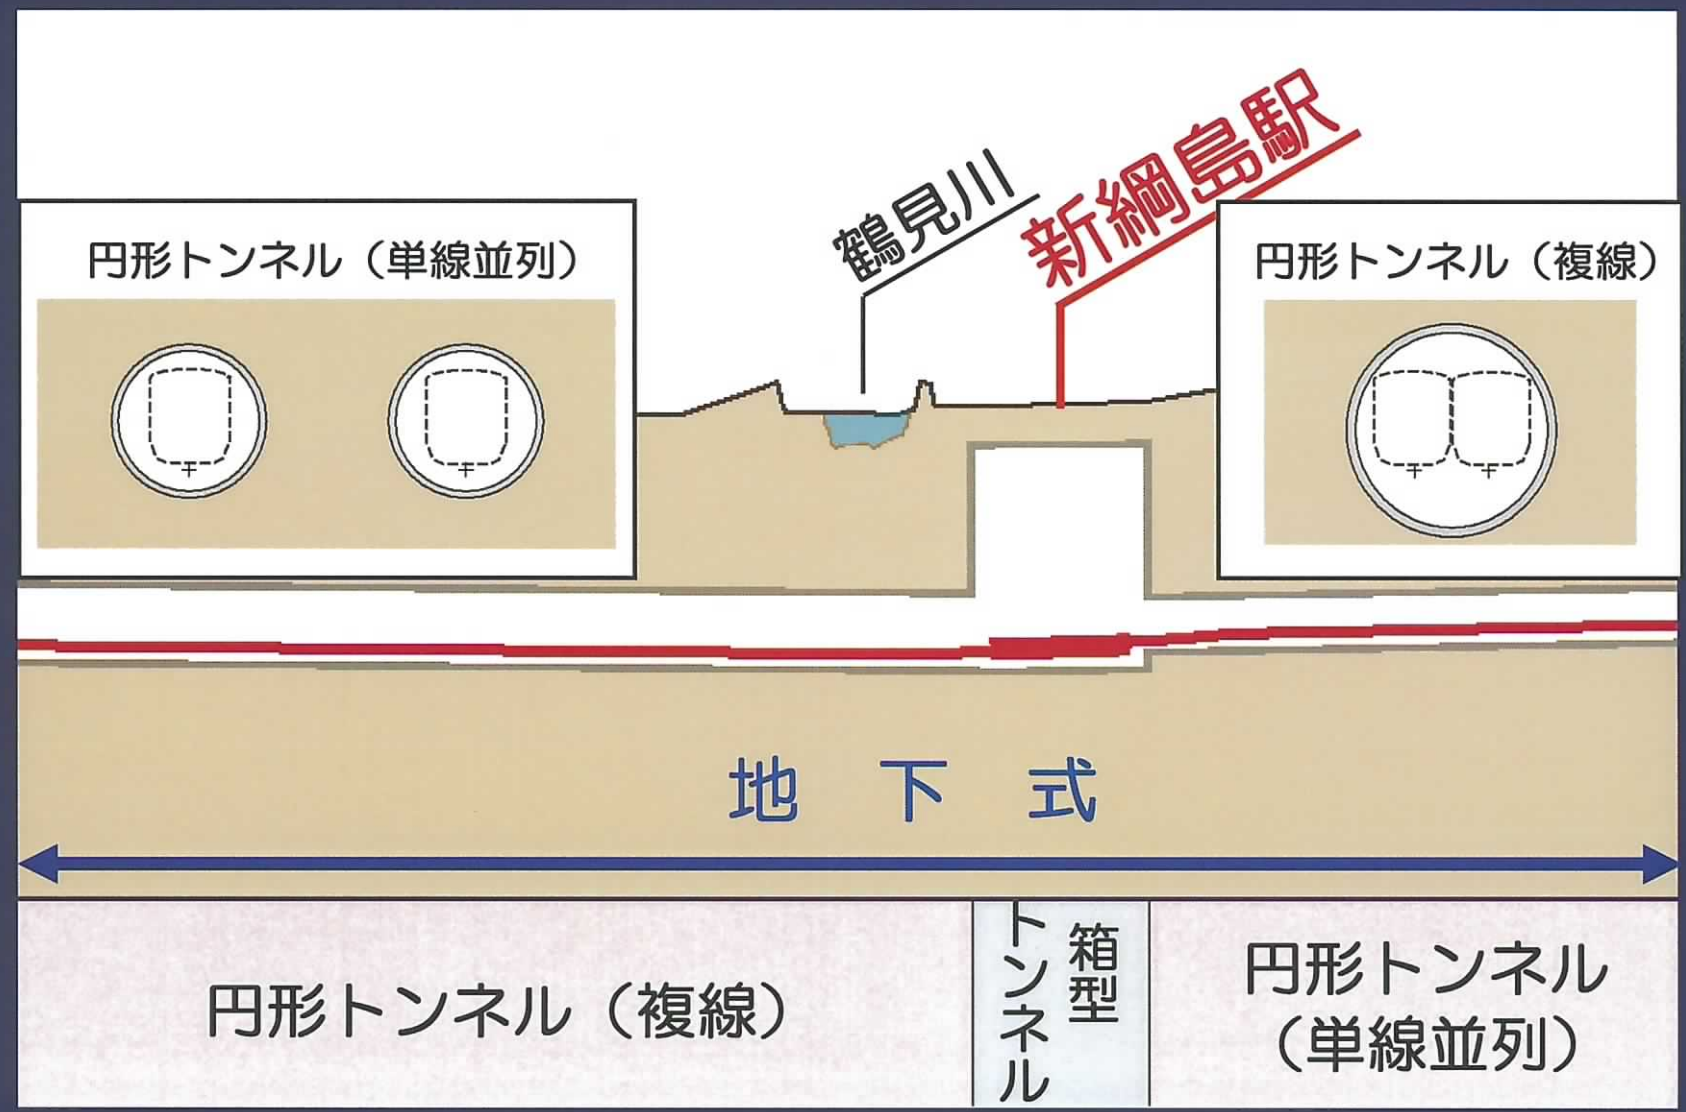 鶴見川
新綱島駅
円形トンネル（単線並列）
円形トンネル（複線）
地下式
円形トンネル（複線）
箱型
トンネル
円形トンネル
（単線並列）